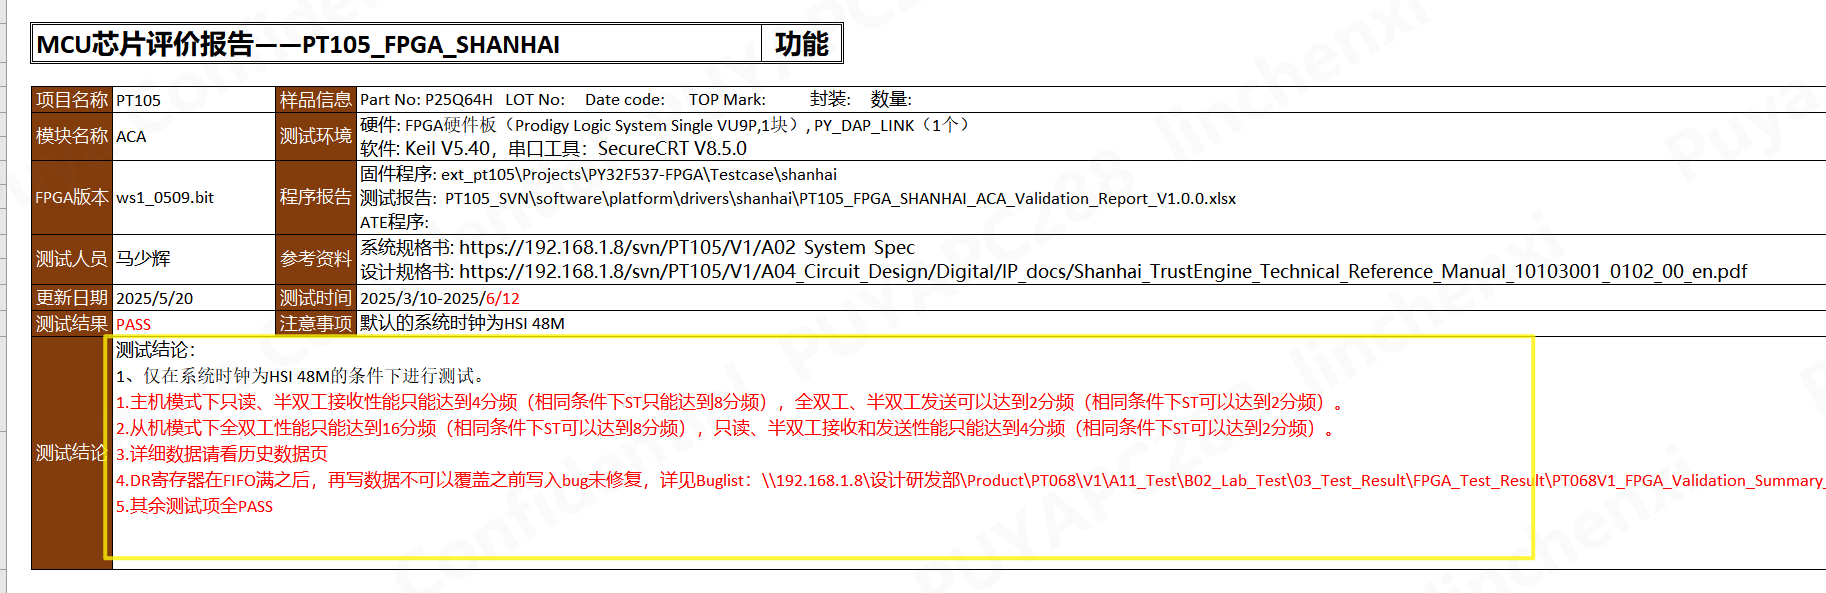 MCU芯片评价报告——PT105_FPGA_SHANHAI 功能
项目名称 PT105 样品信息 Part No: P25Q64H LOT No: Date code: TOP Mark: 封装: 数量:
模块名称 ACA 测试环境 硬件: FPGA硬件板（Prodigy Logic System Single VU9P,1块）, PY_DAP_LINK（1个）
软件: Keil V5.40，串口工具：SecureCRT V8.5.0
FPGA版本 ws1_0509.bit 程序报告 固件程序: ext_pt105\Projects\PY32F537-FPGA\Testcase\shanhai
测试报告: PT105_SVN\software\platform\drivers\shanhai\PT105_FPGA_SHANHAI_ACA_Validation_Report_V1.0.0.xlsx
ATE程序:
测试人员 马少辉 参考资料 系统规格书: https://192.168.1.8/svn/PT105/V1/A02_System_Spec
设计规格书: https://192.168.1.8/svn/PT105/V1/A04_Circuit_Design/Digital/IP_docs/Shanhai_TrustEngine_Technical_Reference_Manual_10103001_0102_00_en.pdf
更新日期 2025/5/20 测试时间 2025/3/10-2025/6/12
测试结果 PASS 注意事项 默认的系统时钟为HSI 48M
测试结论 测试结论：
1、仅在系统时钟为HSI 48M的条件下进行测试。
1.主机模式下只读、半双工接收性能只能达到4分频（相同条件下ST只能达到8分频），全双工、半双工发送可以达到2分频（相同条件下ST可以达到2分频）。
2.从机模式下全双工性能只能达到16分频（相同条件下ST可以达到8分频），只读、半双工接收和发送性能只能达到4分频（相同条件下ST可以达到2分频）。
3.详细数据请看历史数据页
4.DR寄存器在FIFO满之后，再写数据不可以覆盖之前写入bug未修复，详见Buglist：\\192.168.1.8\设计研发部\Product\PT068\V1\A11_Test\B02_Lab_Test\03_Test_Result\FPGA_Test_Result\PT068V1_FPGA_Validation_Summary_
5.其余测试项全PASS
Confidential PUYAPC288 linchenxi